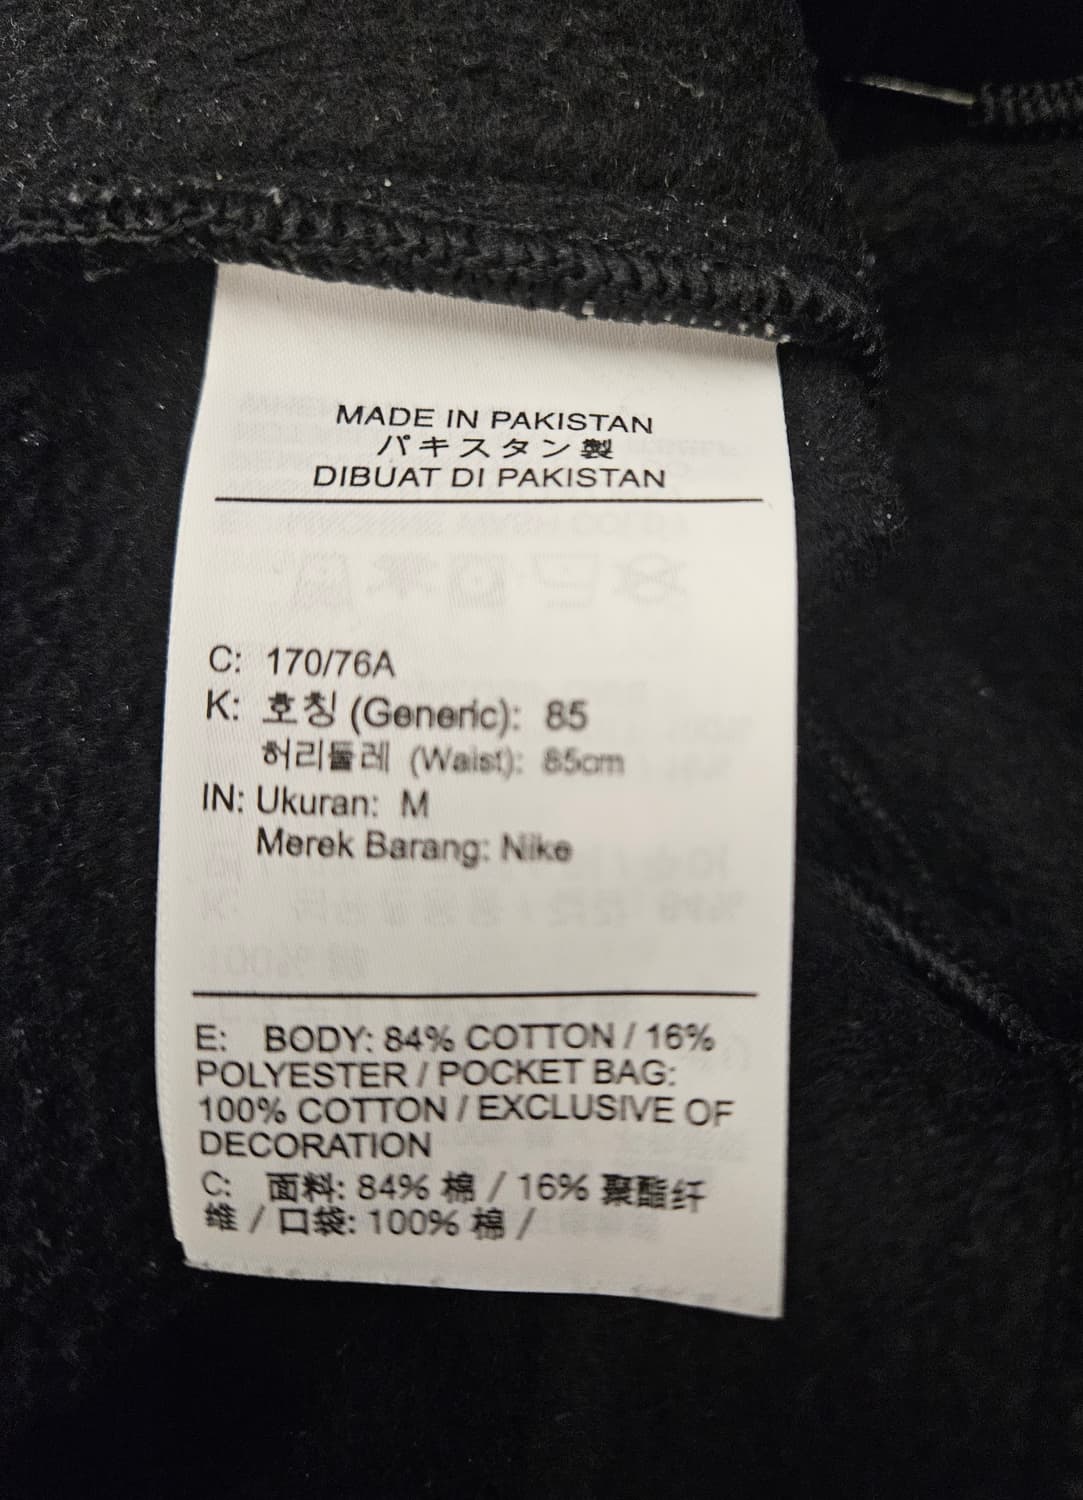 MADE IN PAKISTAN
パキスタン製
DIBUAT DI PAKISTAN
C: 170/76A
K: 호칭 (Generic): 85
허리둘레 (Waist): 85cm
IN: Ukuran: M
Merek Barang: Nike
E: BODY: 84% COTTON / 16%
POLYESTER / POCKET BAG:
100% COTTON / EXCLUSIVE OF
DECORATION
C: 面料: 84% 棉 / 16% 聚酯纤
维 / 口袋: 100% 棉 /